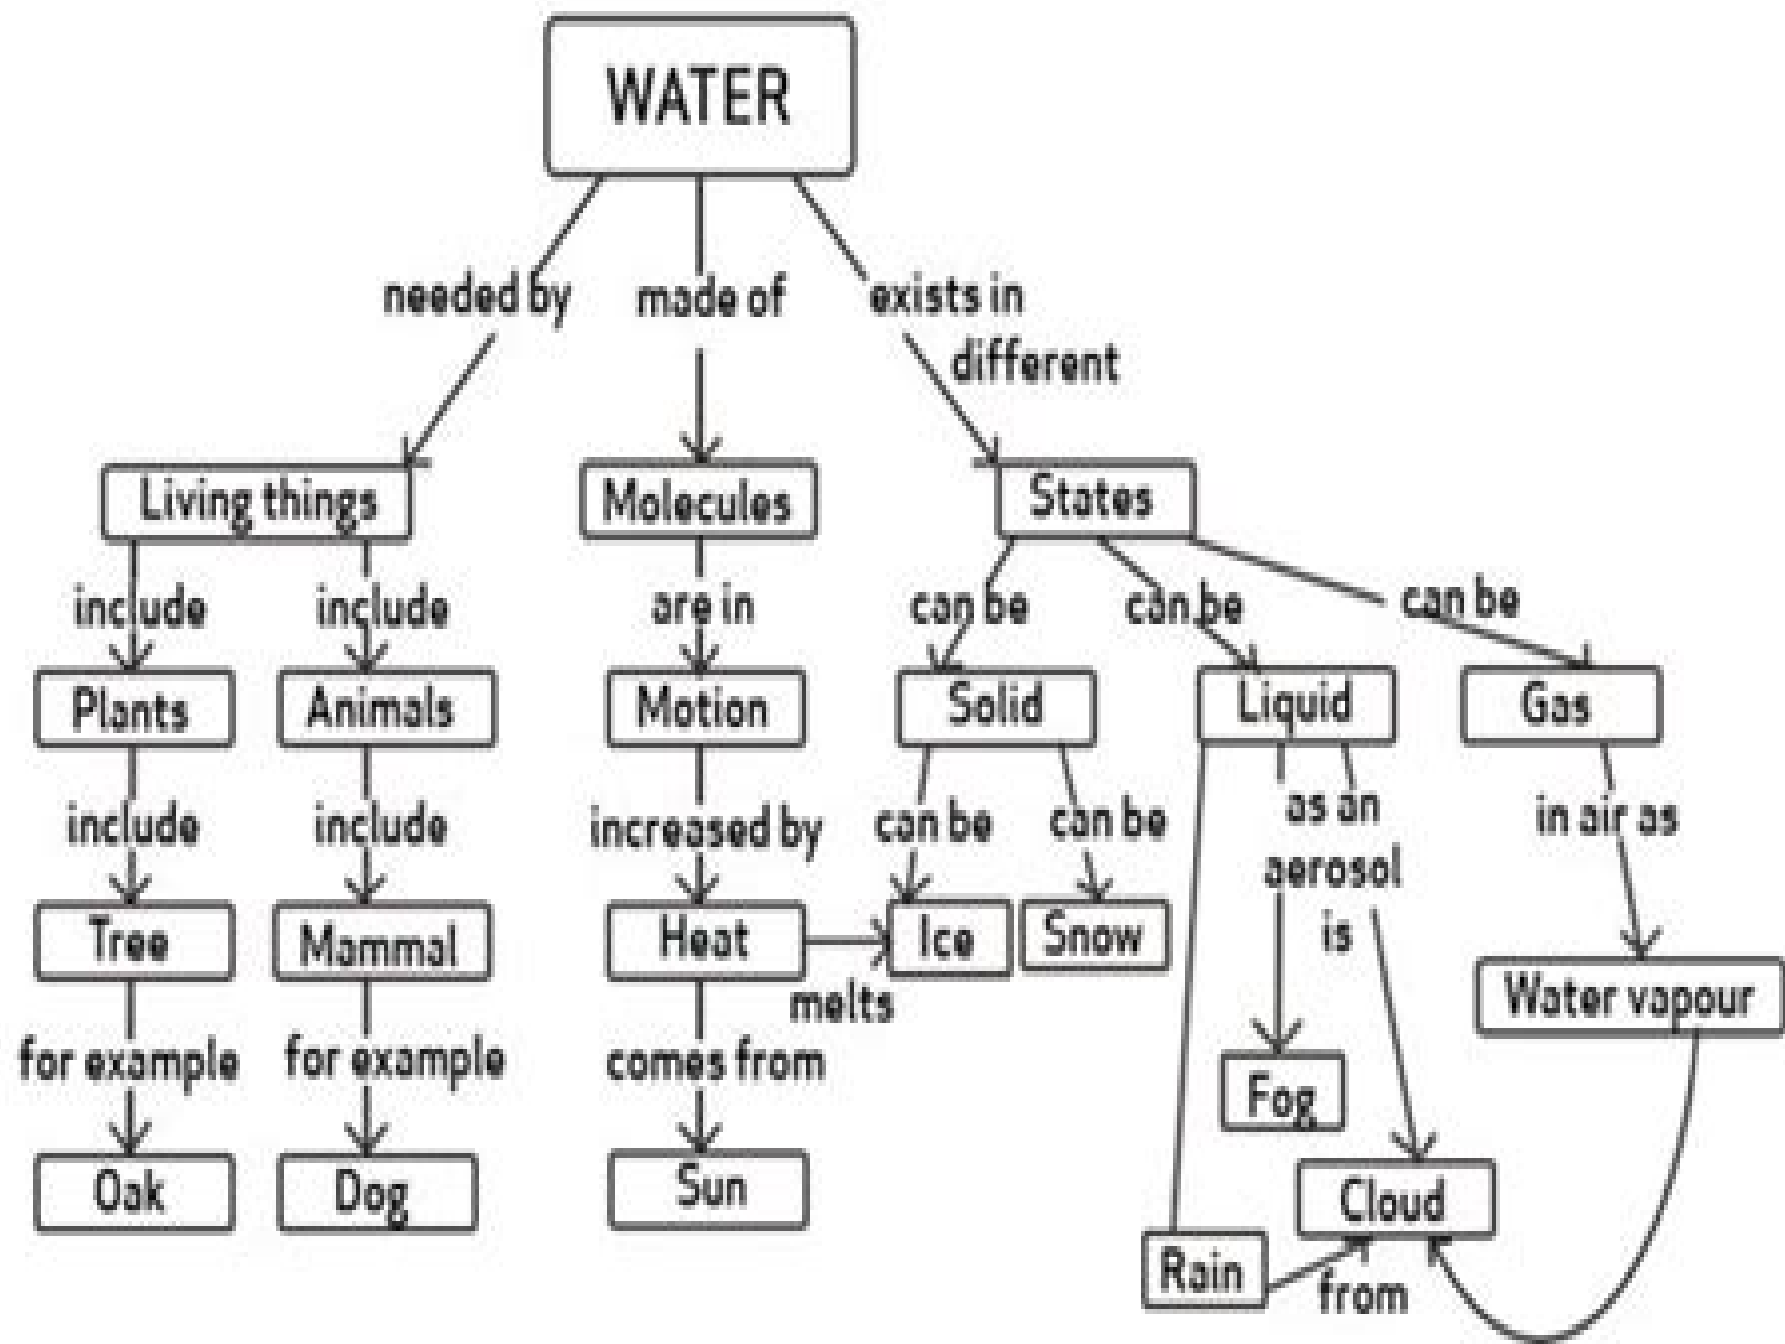 WATER
needed by made of exists in
different
Living things Molecules States
include include are in can be can be can be
Plants Animals Motion Solid Liquid Gas
include include increased by can be can be as an in air as
aerosol
is
Tree Mammal Heat Ice Snow
melts
Water vapour
for example for example comes from
Fog
Oak Dog Sun Cloud
Rain
from